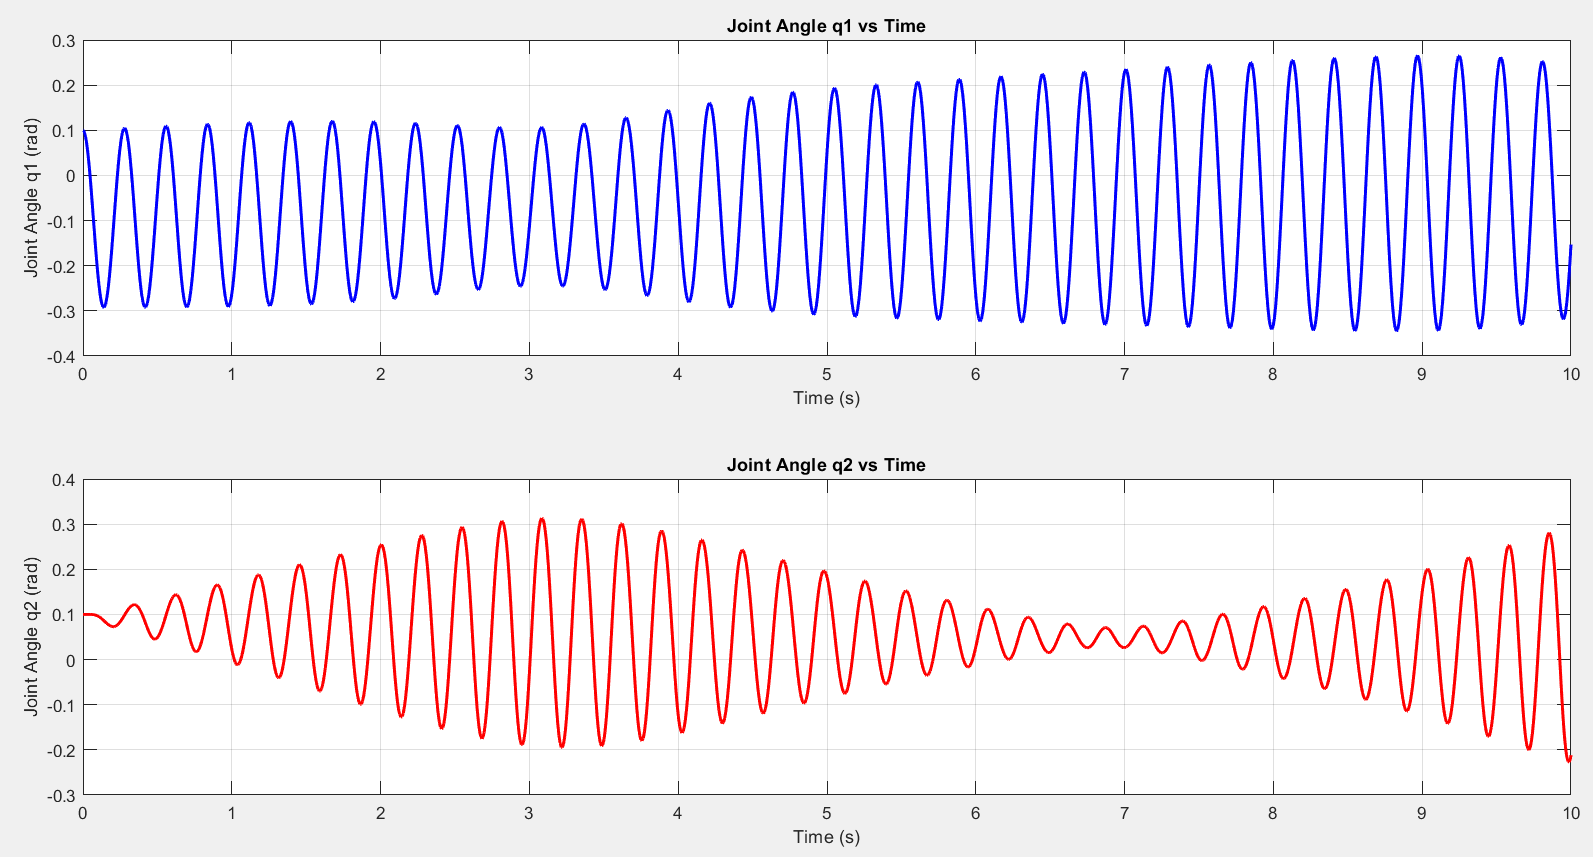 Joint Angle q1 vs Time
Joint Angle q1 (rad)
0.3
0.2
0.1
0
-0.1
-0.2
-0.3
-0.4
0 1 2 3 4 5 6 7 8 9 10
Time (s)
Joint Angle q2 vs Time
Joint Angle q2 (rad)
0.4
0.3
0.2
0.1
0
-0.1
-0.2
-0.3
0 1 2 3 4 5 6 7 8 9 10
Time (s)